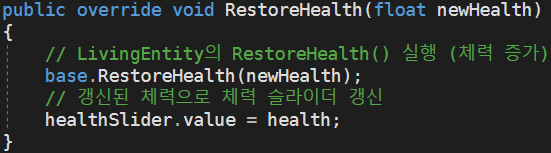 public override void RestoreHealth(float newHealth)
{
// LivingEntity의 RestoreHealth() 실행 (체력 증가)
base.RestoreHealth(newHealth);
// 갱신된 체력으로 체력 슬라이더 갱신
healthSlider.value = health;
}